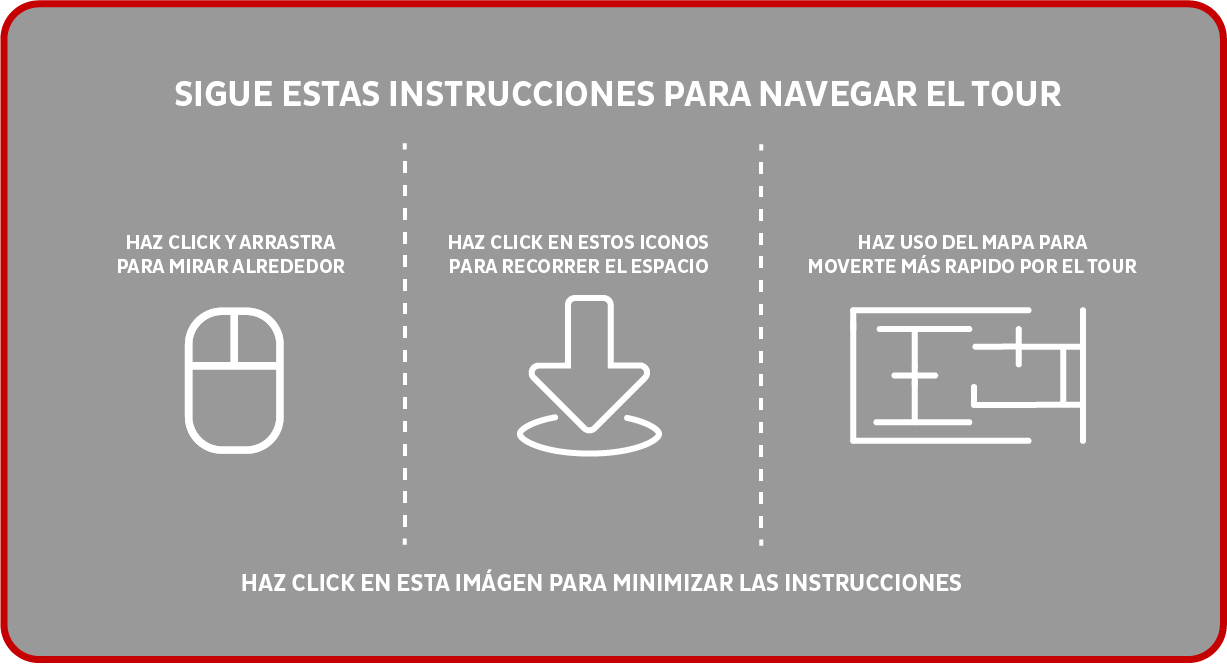 SIGUE ESTAS INSTRUCCIONES PARA NAVEGAR EL TOUR
HAZ CLICK Y ARRASTRA
PARA MIRAR ALREDEDOR
HAZ CLICK EN ESTOS ICONOS
PARA RECORRER EL ESPACIO
HAZ USO DEL MAPA PARA
MOVERTE MÁS RAPIDO POR EL TOUR
HAZ CLICK EN ESTA IMÁGEN PARA MINIMIZAR LAS INSTRUCCIONES